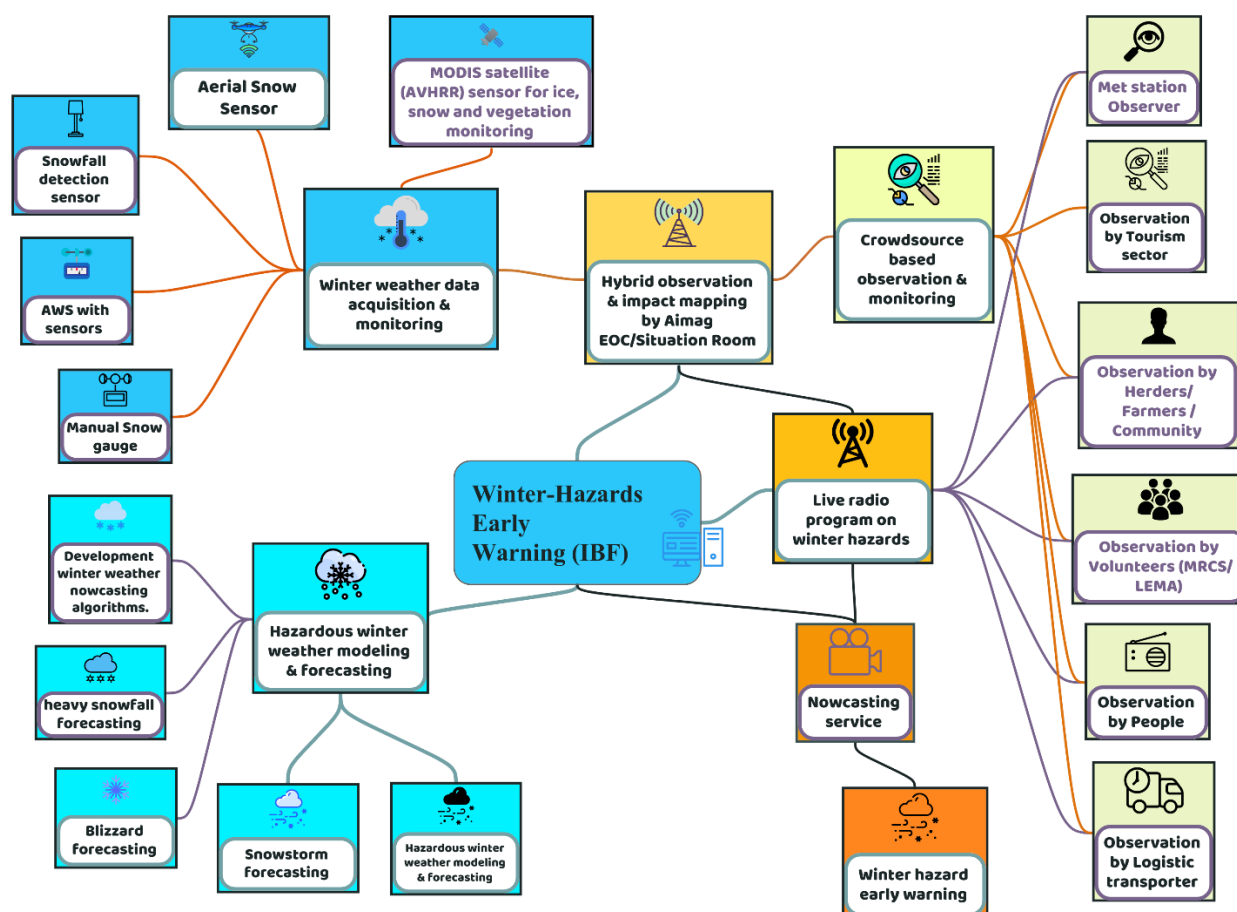 Aerial Snow
Sensor
MODIS satellite
(AVHRR) sensor for ice,
snow and vegetation
monitoring
Met station
Observer
Snowfall
detection
sensor
Winter weather data
acquisition &
monitoring
Hybrid observation
& impact mapping
by Aimag
EOC/Situation Room
Crowdsource
based
observation &
monitoring
Observation
by Tourism
sector
AWS with
sensors
Manual Snow
gauge
Observation by
Herders/
Farmers /
Community
Winter-Hazards
Early
Warning (IBF)
Live radio
program on
winter hazards
Observation by
Volunteers (MRCS/
LEMA)
Development
winter weather
nowcasting
algorithms.
Hazardous winter
weather modeling
& forecasting
heavy snowfall
forecasting
Nowcasting
service
Observation
by People
Blizzard
forecasting
Snowstorm
forecasting
Hazardous winter
weather modeling
& forecasting
Winter hazard
early warning
Observation
by Logistic
transporter